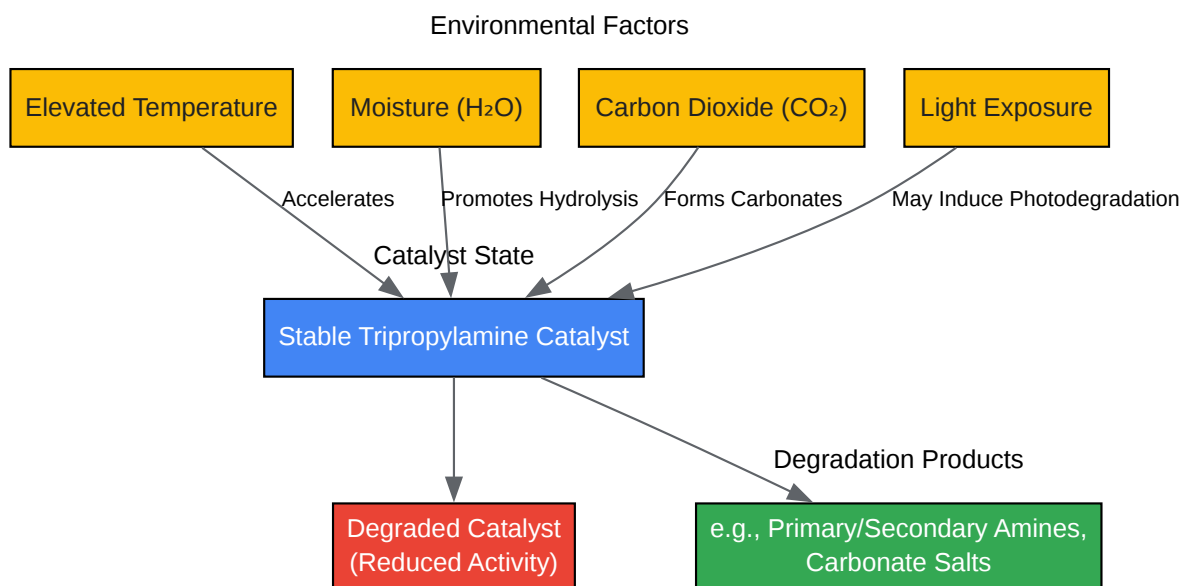 Environmental Factors
Elevated Temperature
Moisture (H₂O)
Carbon Dioxide (CO₂)
Light Exposure
Accelerates
Promotes Hydrolysis
Forms Carbonates
May Induce Photodegradation
Catalyst State
Stable Tripropylamine Catalyst
Degradation Products
Degraded Catalyst
(Reduced Activity)
e.g., Primary/Secondary Amines,
Carbonate Salts